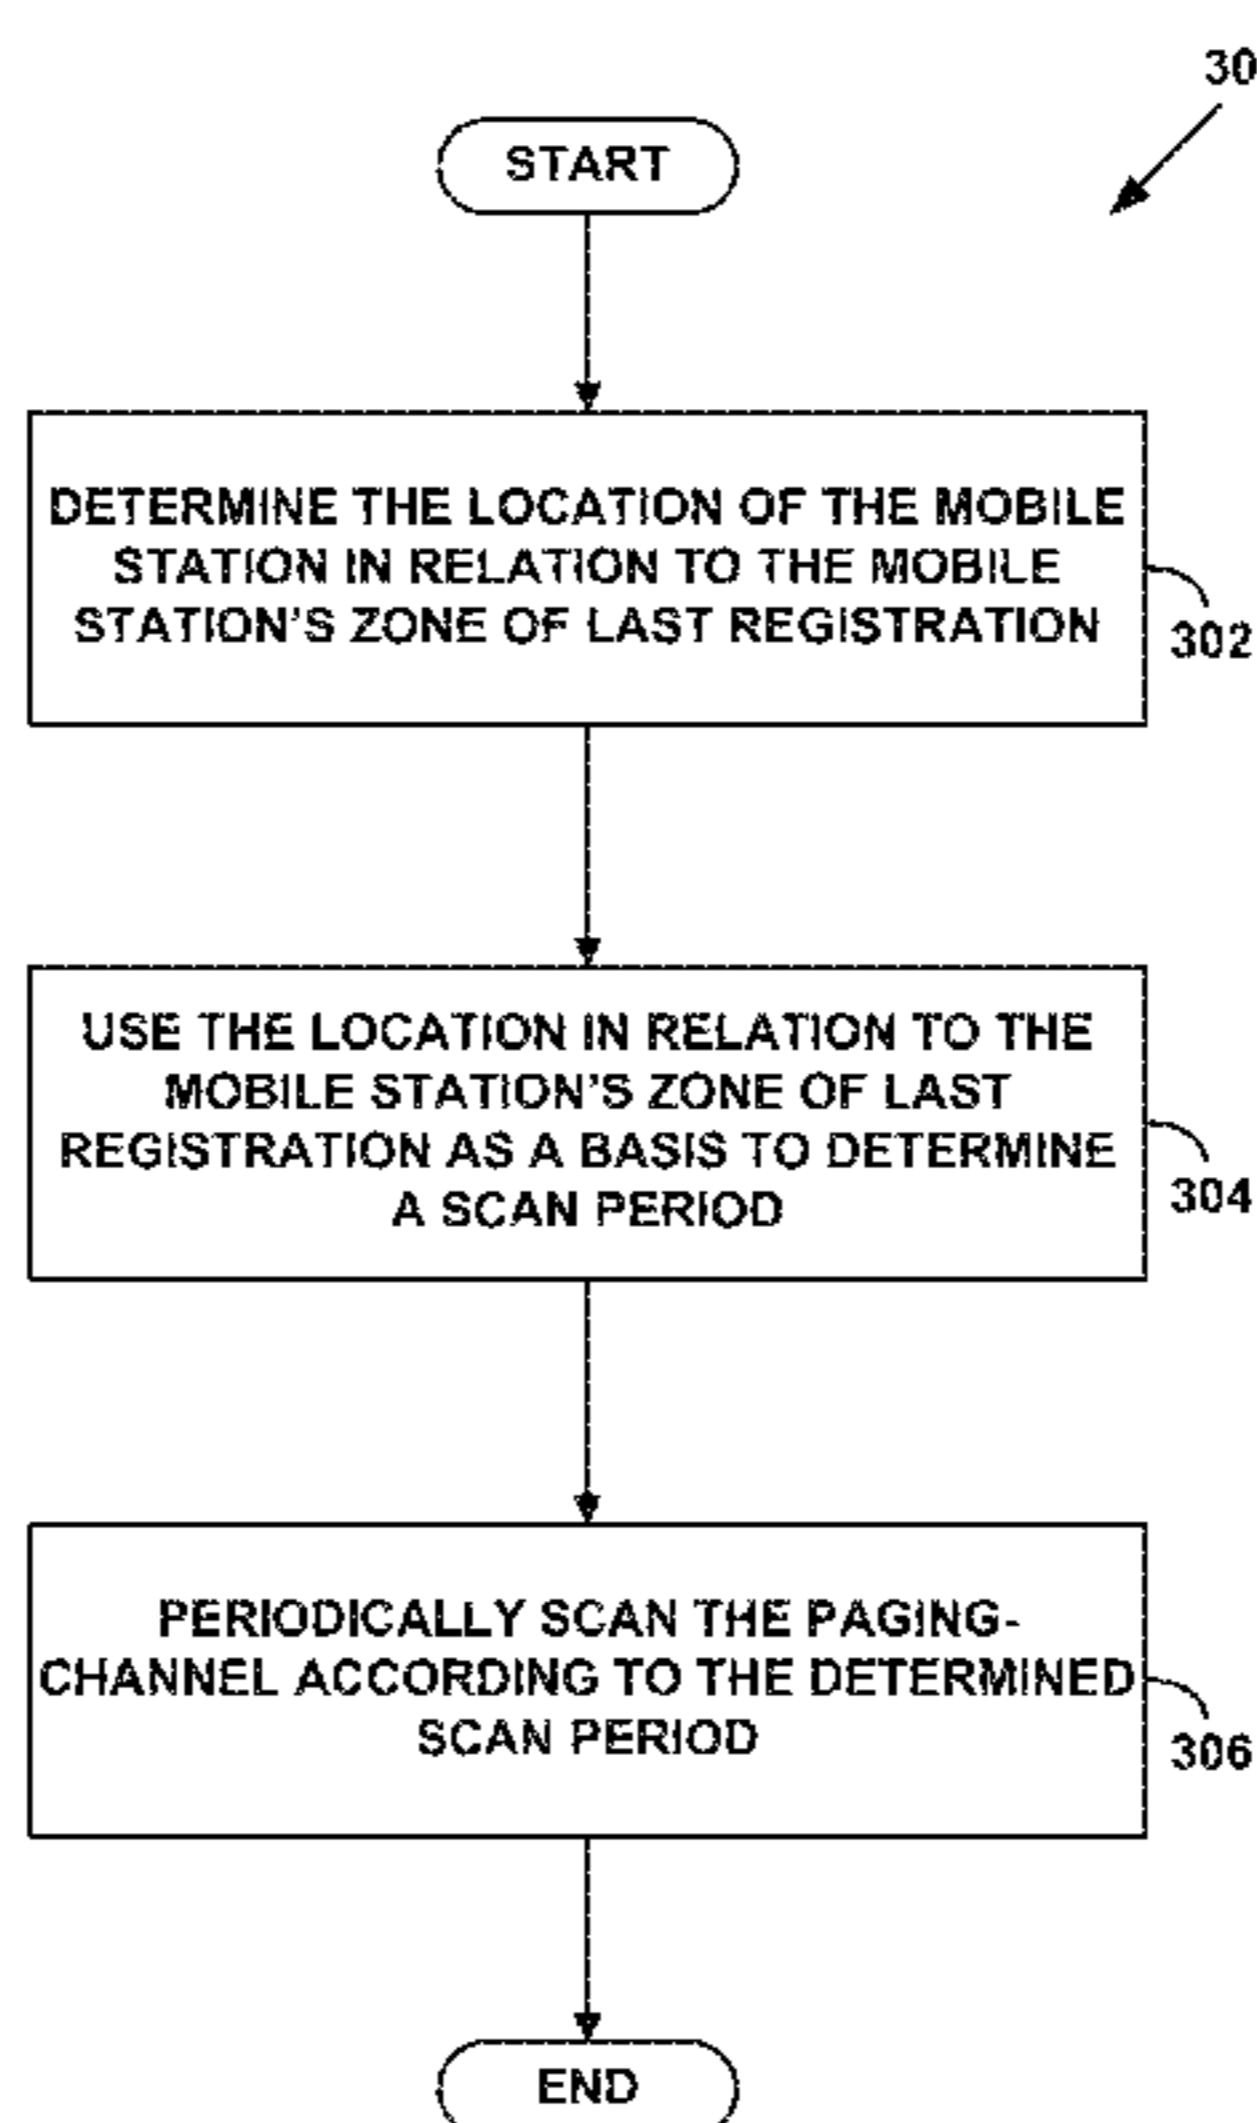 30
START
DETERMINE THE LOCATION OF THE MOBILE
STATION IN RELATION TO THE MOBILE
STATION'S ZONE OF LAST REGISTRATION
302
USE THE LOCATION IN RELATION TO THE
MOBILE STATION'S ZONE OF LAST
REGISTRATION AS A BASIS TO DETERMINE
A SCAN PERIOD
304
PERIODICALLY SCAN THE PAGING-
CHANNEL ACCORDING TO THE DETERMINED
SCAN PERIOD
306
END